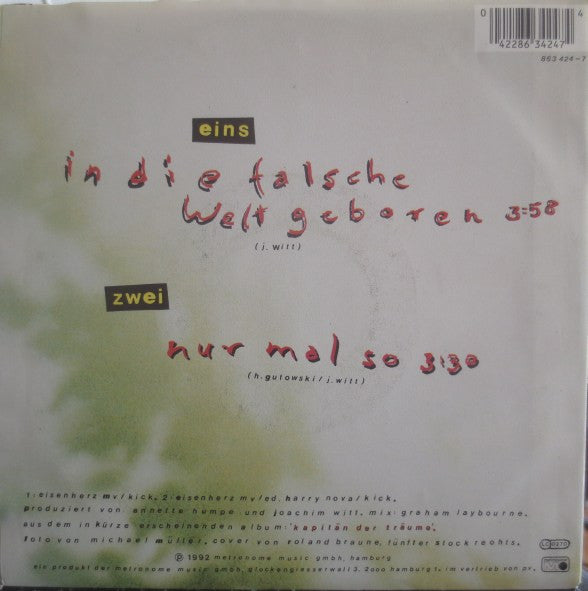 0 42286 34247 4
863 424-7
eins
in die falsche
Welt geboren 3:58
(j. witt)
zwei
nur mal so 3:30
(h. gutowski / j. witt)
1: eisenherz mv/kick. 2: eisenherz mv/ed. harry nova/kick.
produziert von: annette humpe und joachim witt. mix: graham laybourne.
aus dem in kürze erscheinenden album: 'kapitän der träume'.
foto von michael müller. cover von roland braune, fünfter stock rechts.
℗ 1992 metronome music gmbh, hamburg
ein produkt der metronome music gmbh, glockengiesserwall 3, 2000 hamburg 1. im vertrieb von pv.
LC 0270